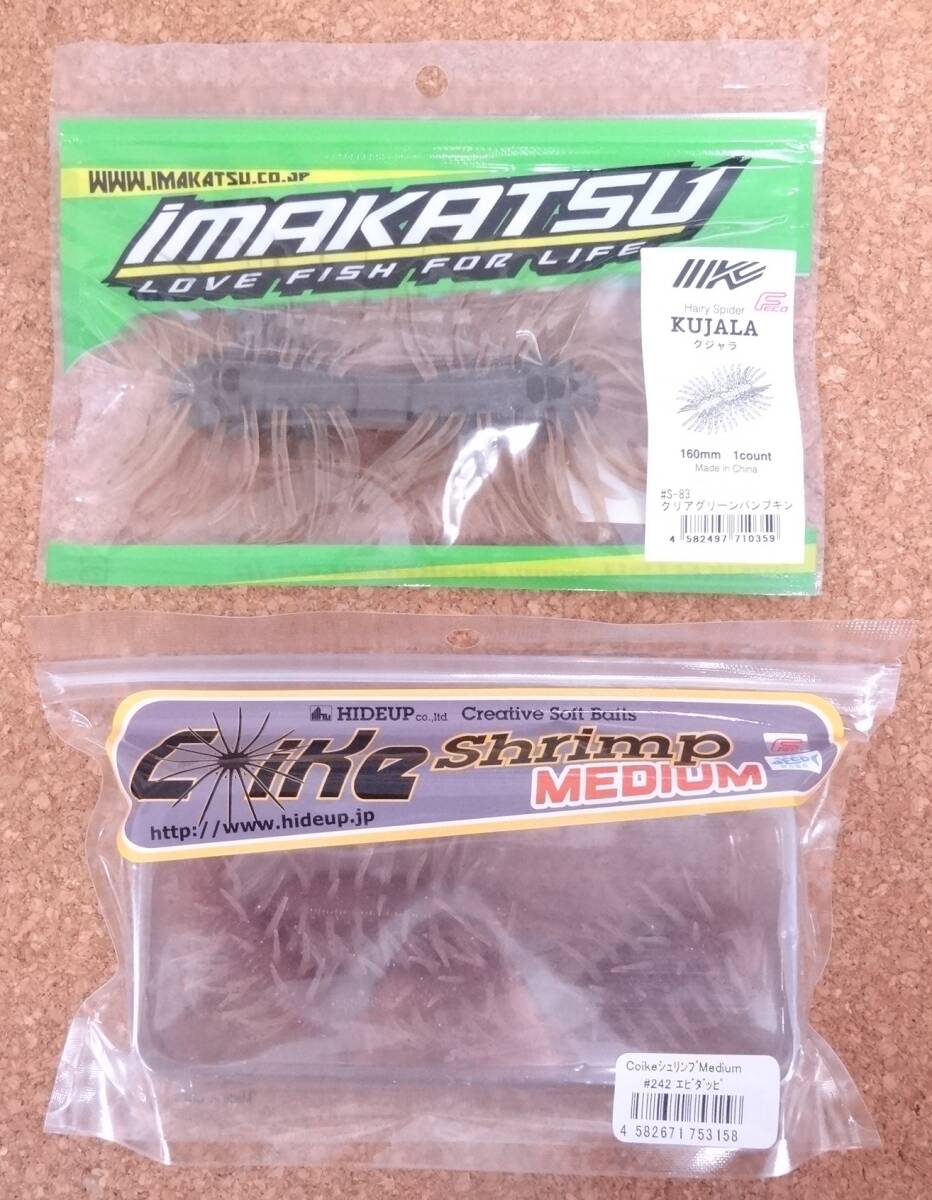 WWW.IMAKATSU.CO.JP
IMAKATSU
LOVE FISH FOR LIFE
IK
FECO
Hairy Spider
KUJALA
クジャラ
160mm 1count
Made in China
#S-83
クリアグリーンパンプキン
4 582497 710359
HIDEUP co.,ltd Creative Soft Baits
Coike Shrimp
MEDIUM
http://www.hideup.jp
CoikeシュリンプMedium
#242 エビダッピ
4 582671 753158